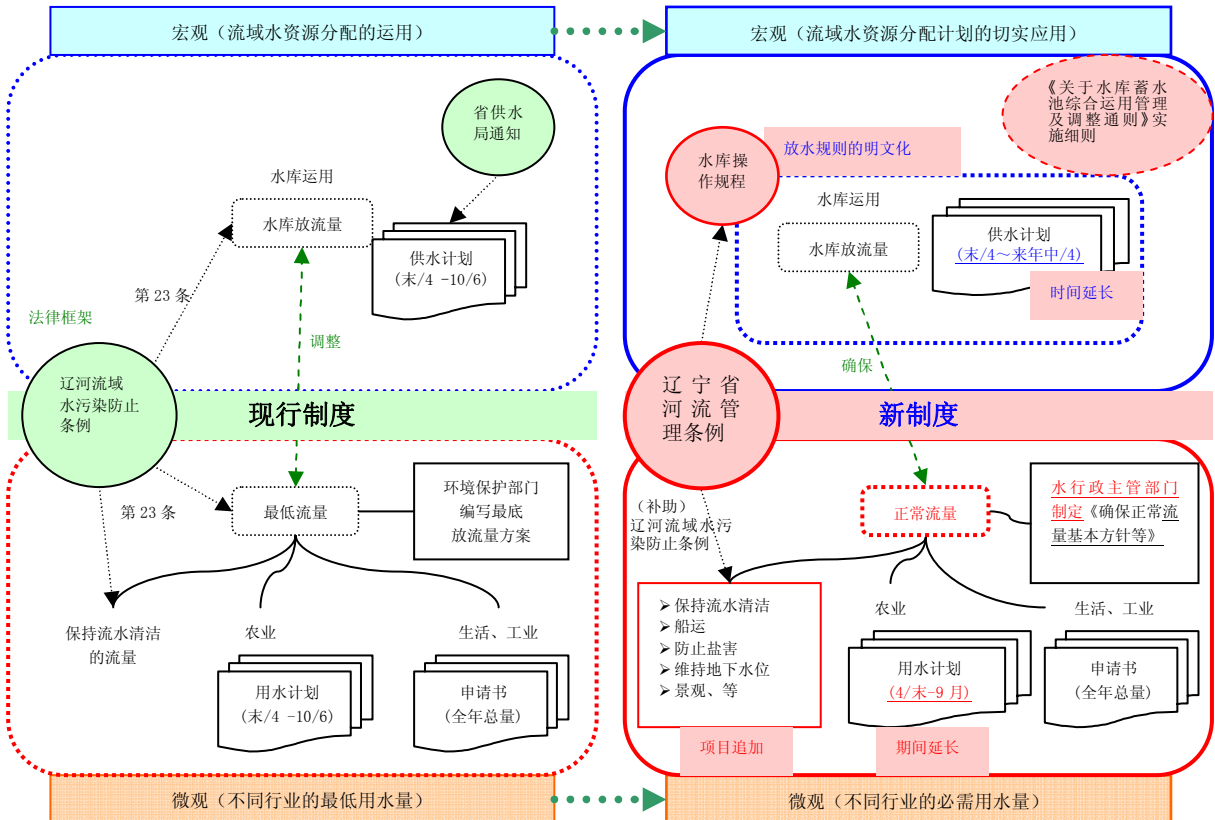 宏观（流域水资源分配的运用）
省供水
局通知
水库运用
水库放流量
供水计划
(末/4 -10/6)
第 23 条
法律框架
调整
辽河流域
水污染防止
条例
现行制度
第 23 条
最低流量
环境保护部门
编写最底
放流量方案
保持流水清洁
的流量
农业
用水计划
(末/4 -10/6)
生活、工业
申请书
(全年总量)
微观（不同行业的最低用水量）
宏观（流域水资源分配计划的切实应用）
《关于水库蓄水
池综合运用管理
及调整通则》实
施细则
水库操
作规程
放水规则的明文化
水库运用
水库放流量
供水计划
(末/4～来年中/4)
时间延长
确保
辽宁省
河流管
理条例
新制度
（补助）
辽河流域水污
染防止条例
正常流量
水行政主管部门
制定《确保正常流
量基本方针等》
➢保持流水清洁
➢船运
➢防止盐害
➢维持地下水位
➢景观、等
项目追加
农业
用水计划
(4/末-9 月)
期间延长
生活、工业
申请书
(全年总量)
微观（不同行业的必需用水量）